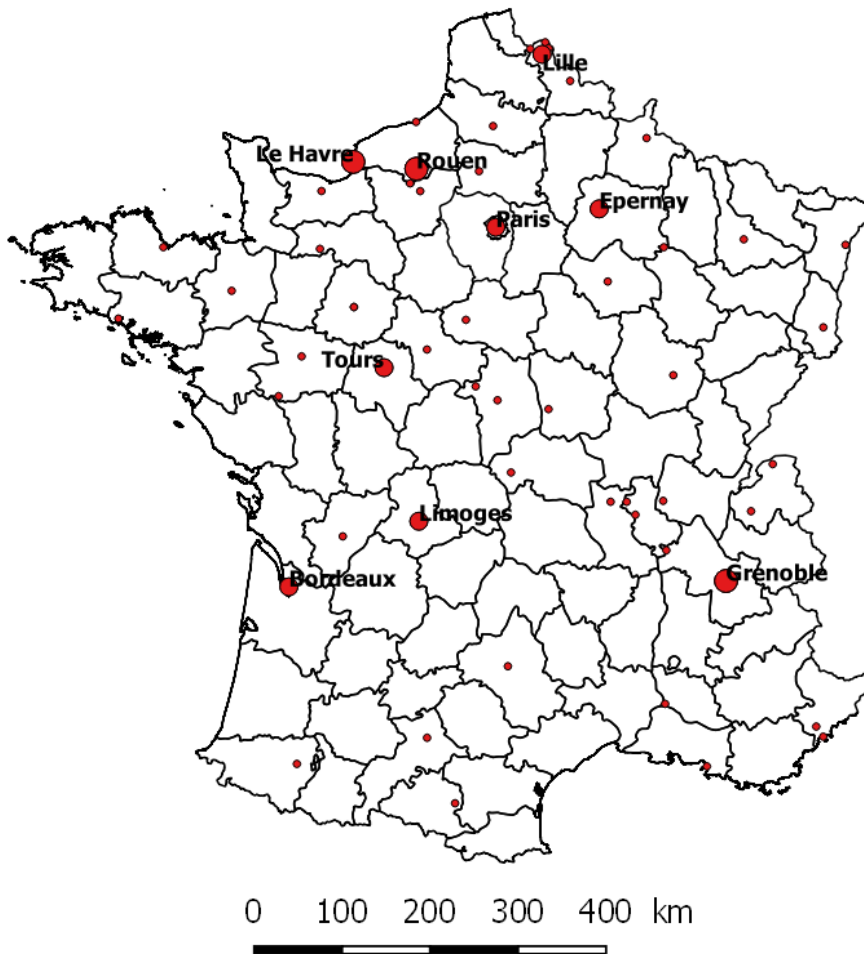 Lille
Le Havre
Rouen
Epernay
Paris
Tours
Limoges
Bordeaux
Grenoble
0 100 200 300 400 km